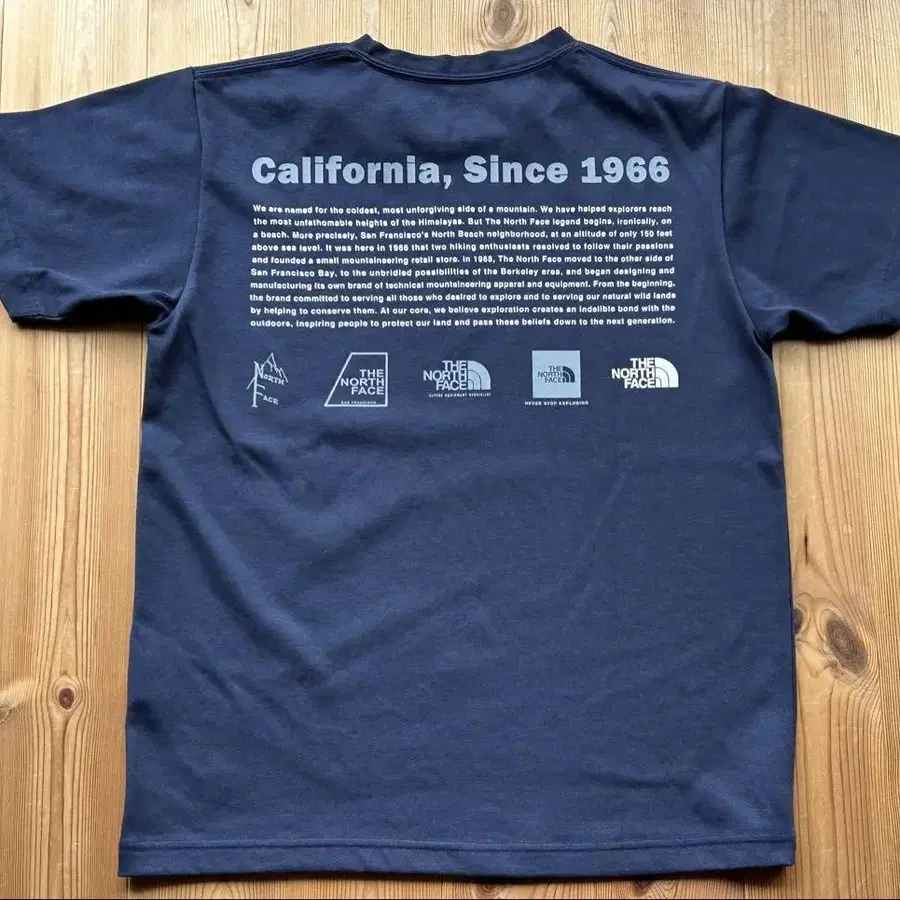 California, Since 1966
We are named for the coldest, most unforgiving side of a mountain. We have helped explorers reach
the most unfathomable heights of the Himalayas. But The North Face legend begins, ironically, on
a beach. More precisely, San Francisco's North Beach neighborhood, at an altitude of only 150 feet
above sea level. It was here in 1966 that two hiking enthusiasts resolved to follow their passions
and founded a small mountaineering retail store. In 1968, The North Face moved to the other side of
San Francisco Bay, to the unbridled possibilities of the Berkeley area, and began designing and
manufacturing its own brand of technical mountaineering apparel and equipment. From the beginning,
the brand committed to serving all those who desired to explore and to serving our natural wild lands
by helping to conserve them. At our core, we believe exploration creates an indelible bond with the
outdoors, inspiring people to protect our land and pass these beliefs down to the next generation.
North
Face
THE
NORTH
FACE
SAN FRANCISCO
THE
NORTH
FACE
ALPINE EQUIPMENT SPECIALIST
THE
NORTH
FACE
NEVER STOP EXPLORING
THE
NORTH
FACE